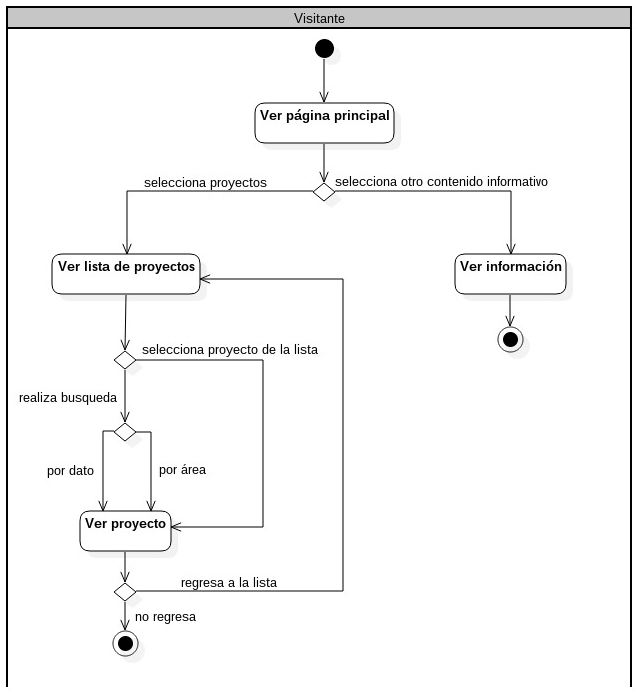 Visitante
Ver página principal
selecciona proyectos
selecciona otro contenido informativo
Ver lista de proyectos
Ver información
selecciona proyecto de la lista
realiza busqueda
por dato
por área
Ver proyecto
regresa a la lista
no regresa